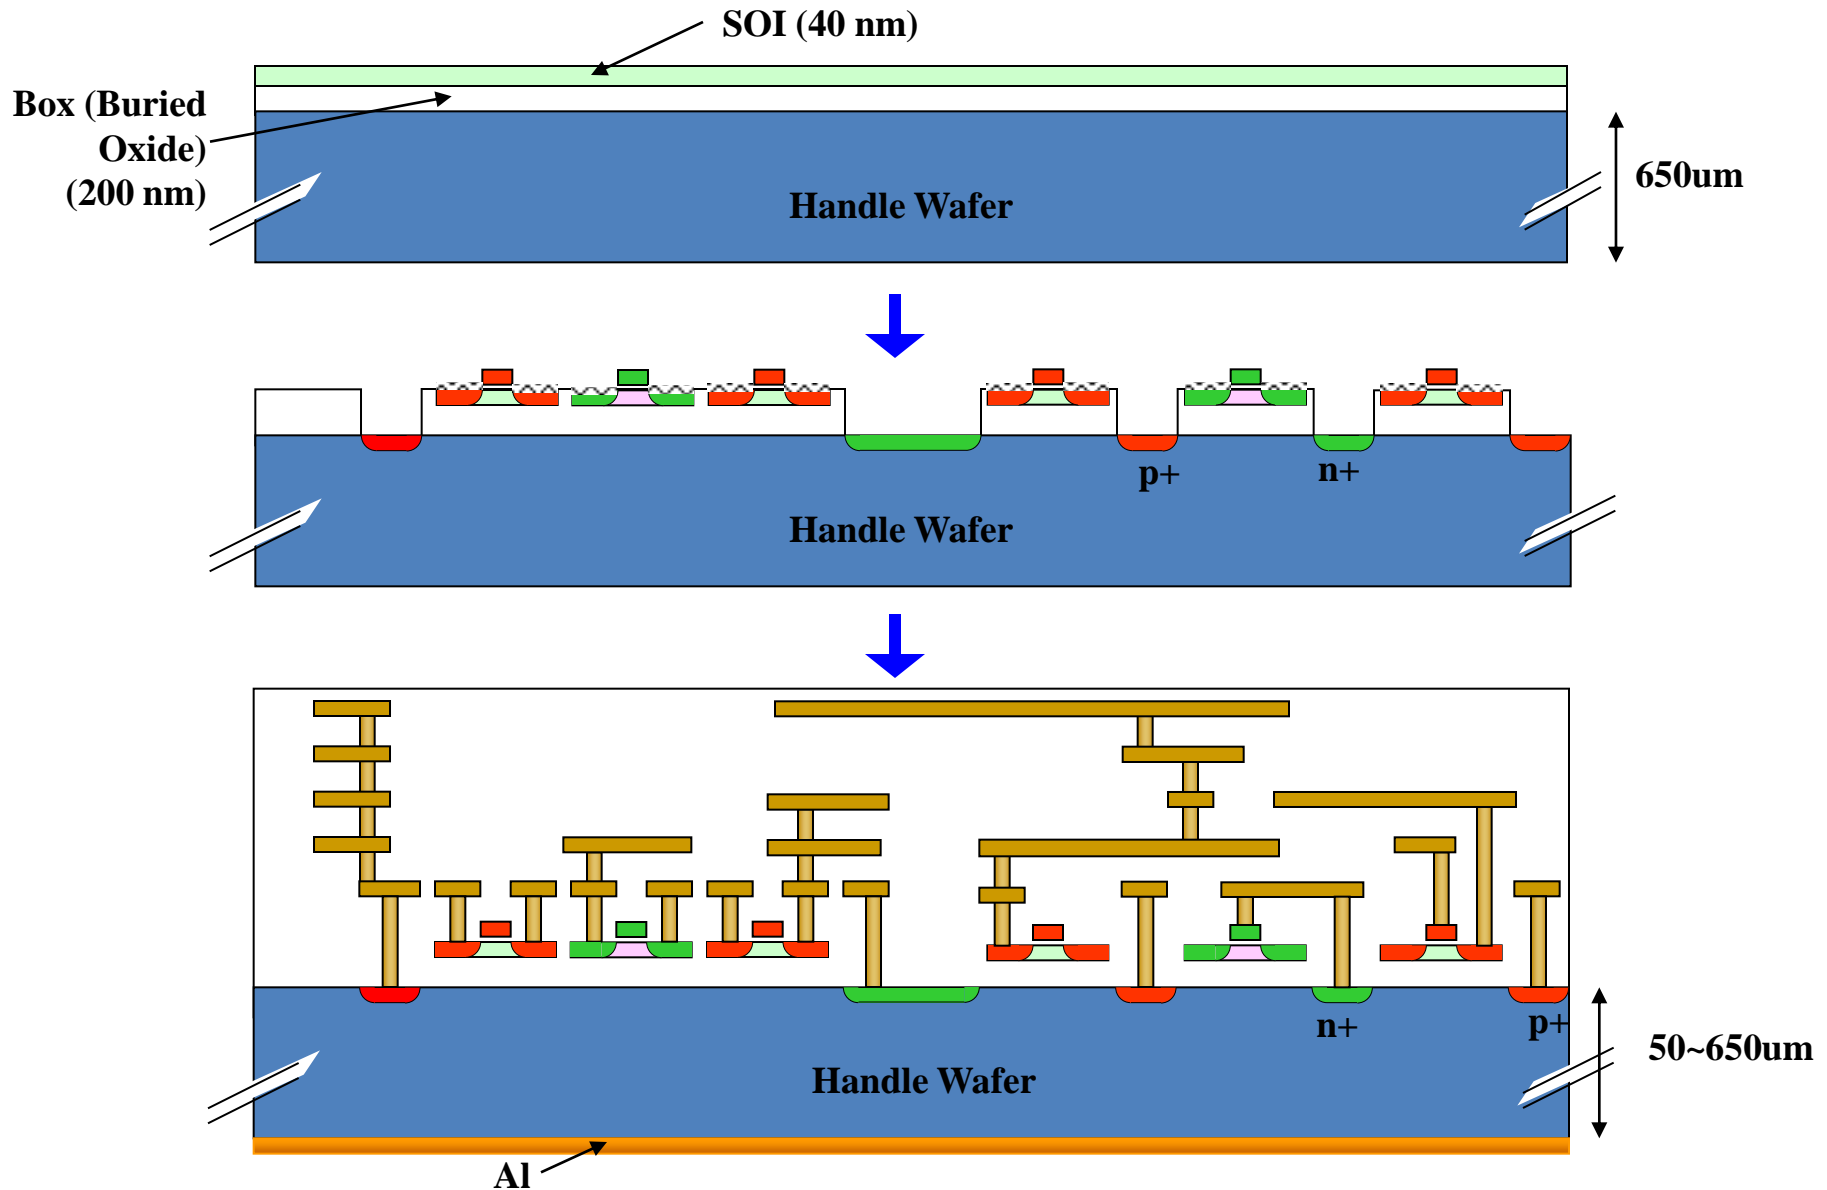 SOI (40 nm)
Box (Buried
Oxide)
(200 nm)
650um
Handle Wafer
p+
n+
Handle Wafer
n+
p+
50~650um
Handle Wafer
Al